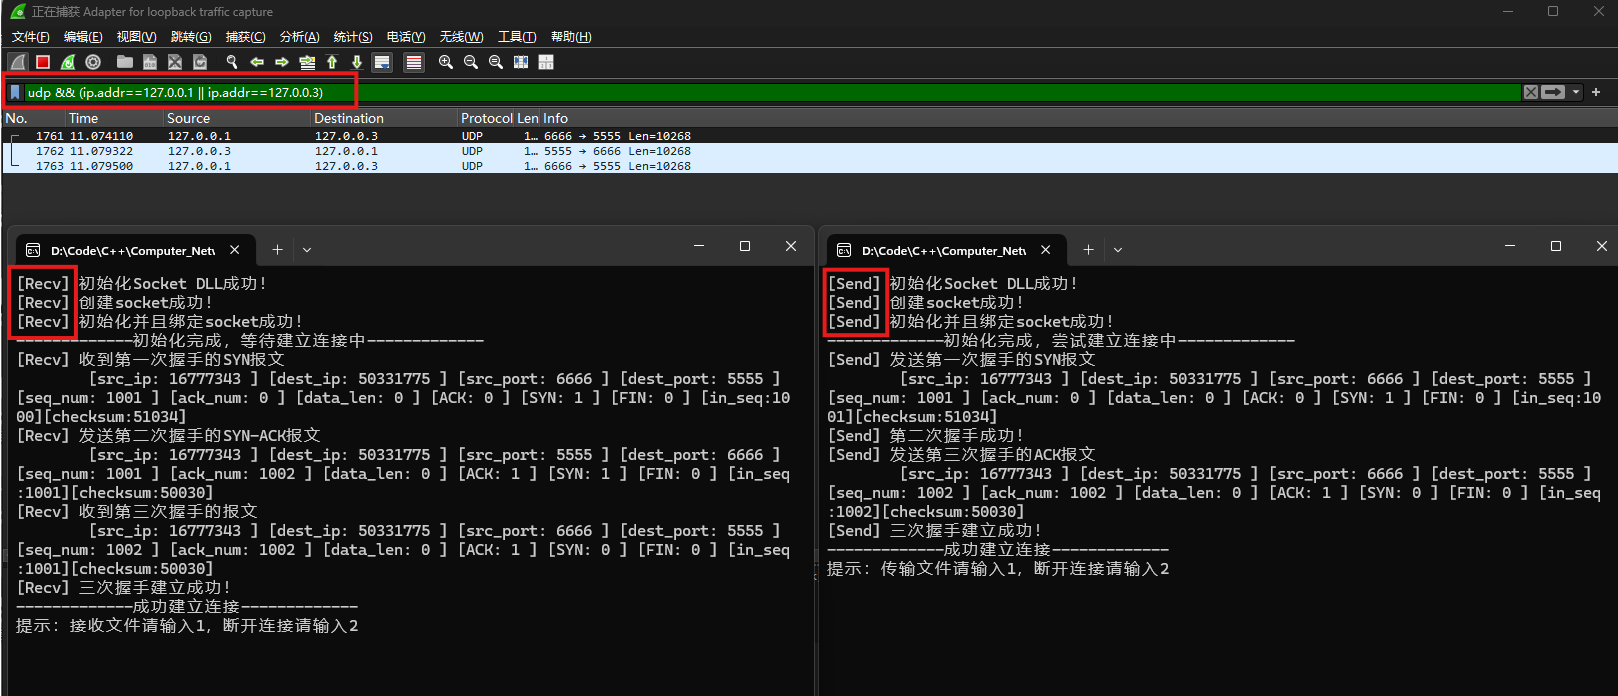 正在捕获 Adapter for loopback traffic capture
文件(F) 编辑(E) 视图(V) 跳转(G) 捕获(C) 分析(A) 统计(S) 电话(Y) 无线(W) 工具(T) 帮助(H)
udp && (ip.addr==127.0.0.1 || ip.addr==127.0.0.3)
No. Time Source Destination Protocol Len Info
1761 11.074110 127.0.0.1 127.0.0.3 UDP 1… 6666 → 5555 Len=10268
1762 11.079322 127.0.0.3 127.0.0.1 UDP 1… 5555 → 6666 Len=10268
1763 11.079500 127.0.0.1 127.0.0.3 UDP 1… 6666 → 5555 Len=10268
D:\Code\C++\Computer_Netw
[Recv] 初始化Socket DLL成功!
[Recv] 创建socket成功!
[Recv] 初始化并且绑定socket成功!
-------------初始化完成，等待建立连接中-------------
[Recv] 收到第一次握手的SYN报文
[src_ip: 16777343 ] [dest_ip: 50331775 ] [src_port: 6666 ] [dest_port: 5555 ]
[seq_num: 1001 ] [ack_num: 0 ] [data_len: 0 ] [ACK: 0 ] [SYN: 1 ] [FIN: 0 ] [in_seq:10
00][checksum:51034]
[Recv] 发送第二次握手的SYN-ACK报文
[src_ip: 16777343 ] [dest_ip: 50331775 ] [src_port: 5555 ] [dest_port: 6666 ]
[seq_num: 1001 ] [ack_num: 1002 ] [data_len: 0 ] [ACK: 1 ] [SYN: 1 ] [FIN: 0 ] [in_seq
:1001][checksum:50030]
[Recv] 收到第三次握手的报文
[src_ip: 16777343 ] [dest_ip: 50331775 ] [src_port: 6666 ] [dest_port: 5555 ]
[seq_num: 1002 ] [ack_num: 1002 ] [data_len: 0 ] [ACK: 1 ] [SYN: 0 ] [FIN: 0 ] [in_seq
:1001][checksum:50030]
[Recv] 三次握手建立成功!
-------------成功建立连接-------------
提示: 接收文件请输入1, 断开连接请输入2
D:\Code\C++\Computer_Netw
[Send] 初始化Socket DLL成功!
[Send] 创建socket成功!
[Send] 初始化并且绑定socket成功!
-------------初始化完成，尝试建立连接中-------------
[Send] 发送第一次握手的SYN报文
[src_ip: 16777343 ] [dest_ip: 50331775 ] [src_port: 6666 ] [dest_port: 5555 ]
[seq_num: 1001 ] [ack_num: 0 ] [data_len: 0 ] [ACK: 0 ] [SYN: 1 ] [FIN: 0 ] [in_seq:10
01][checksum:51034]
[Send] 第二次握手成功!
[Send] 发送第三次握手的ACK报文
[src_ip: 16777343 ] [dest_ip: 50331775 ] [src_port: 6666 ] [dest_port: 5555 ]
[seq_num: 1002 ] [ack_num: 1002 ] [data_len: 0 ] [ACK: 1 ] [SYN: 0 ] [FIN: 0 ] [in_seq
:1002][checksum:50030]
[Send] 三次握手建立成功!
-------------成功建立连接-------------
提示: 传输文件请输入1, 断开连接请输入2